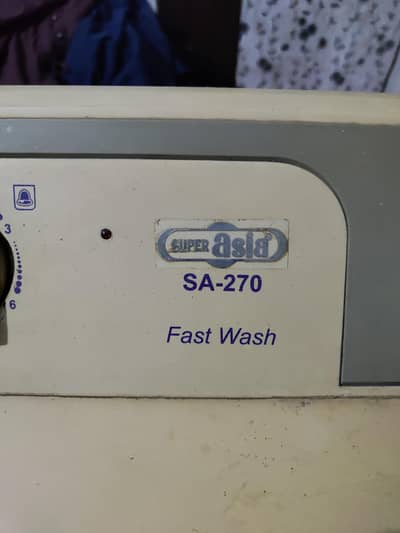 3
6
SUPER asia®
SA-270
Fast Wash